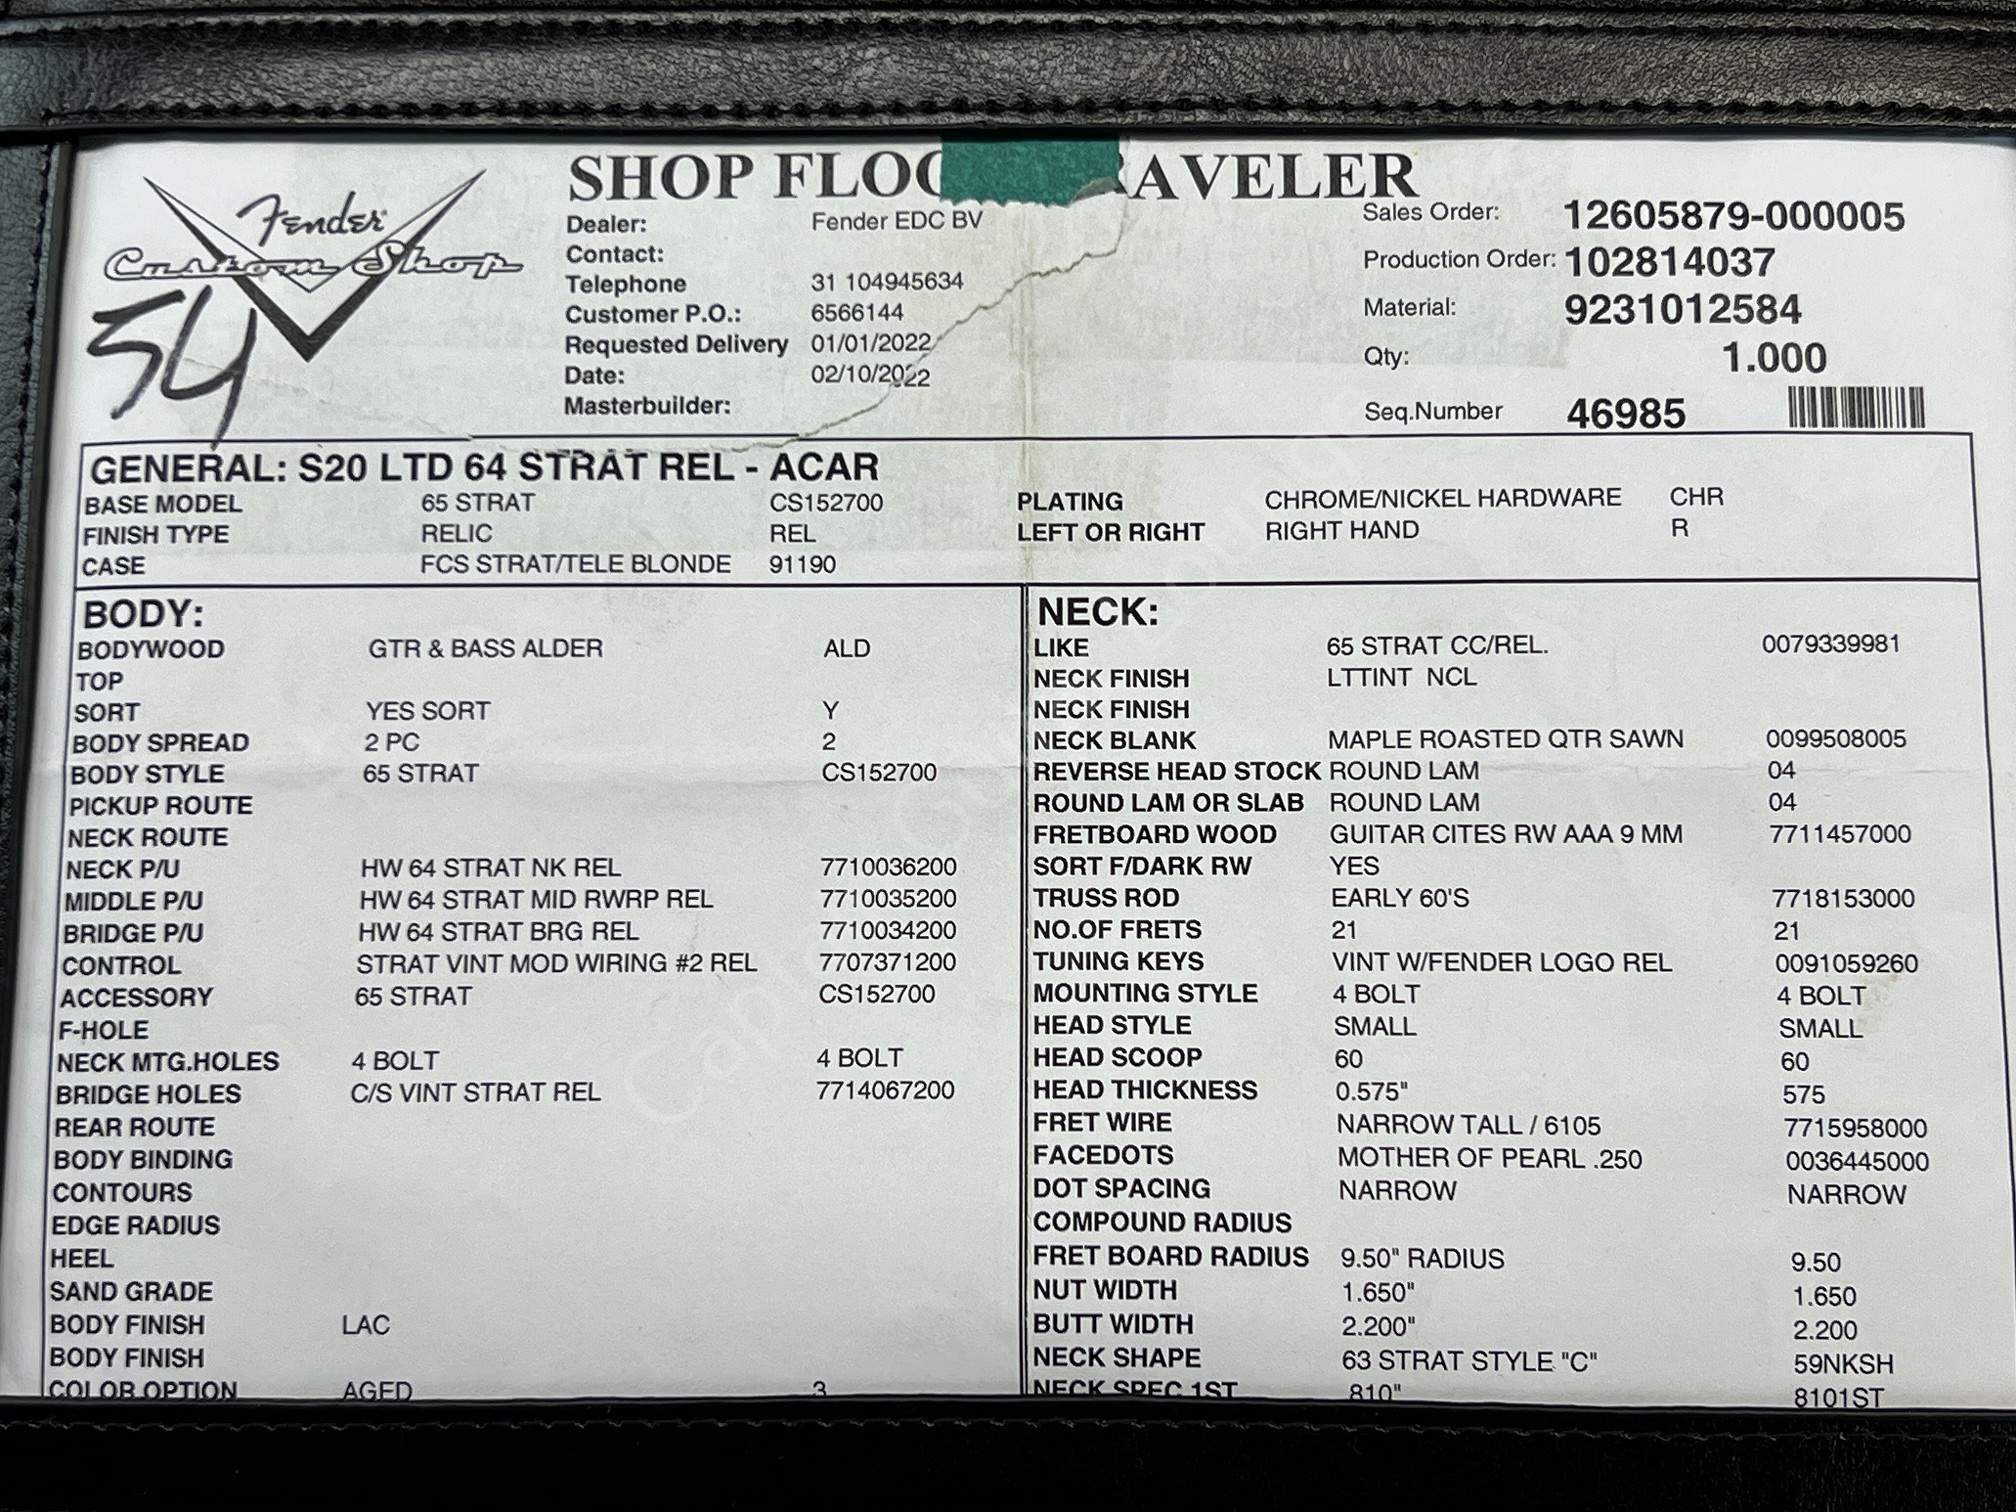 SHOP FLOO RAVELER
Fender
Custom Shop
54
Dealer: Fender EDC BV
Contact:
Telephone 31 104945634
Customer P.O.: 6566144
Requested Delivery 01/01/2022
Date: 02/10/2022
Masterbuilder:
Sales Order: 12605879-000005
Production Order: 102814037
Material: 9231012584
Qty: 1.000
Seq.Number 46985
GENERAL: S20 LTD 64 STRAT REL - ACAR
BASE MODEL 65 STRAT CS152700 PLATING CHROME/NICKEL HARDWARE CHR
FINISH TYPE RELIC REL LEFT OR RIGHT RIGHT HAND R
CASE FCS STRAT/TELE BLONDE 91190
BODY:
BODYWOOD GTR & BASS ALDER ALD
TOP
SORT YES SORT Y
BODY SPREAD 2 PC 2
BODY STYLE 65 STRAT CS152700
PICKUP ROUTE
NECK ROUTE
NECK P/U HW 64 STRAT NK REL 7710036200
MIDDLE P/U HW 64 STRAT MID RWRP REL 7710035200
BRIDGE P/U HW 64 STRAT BRG REL 7710034200
CONTROL STRAT VINT MOD WIRING #2 REL 7707371200
ACCESSORY 65 STRAT CS152700
F-HOLE
NECK MTG.HOLES 4 BOLT 4 BOLT
BRIDGE HOLES C/S VINT STRAT REL 7714067200
REAR ROUTE
BODY BINDING
CONTOURS
EDGE RADIUS
HEEL
SAND GRADE
BODY FINISH LAC
BODY FINISH
COLOR OPTION AGED 3
NECK:
LIKE 65 STRAT CC/REL. 0079339981
NECK FINISH LTTINT NCL
NECK FINISH
NECK BLANK MAPLE ROASTED QTR SAWN 0099508005
REVERSE HEAD STOCK ROUND LAM 04
ROUND LAM OR SLAB ROUND LAM 04
FRETBOARD WOOD GUITAR CITES RW AAA 9 MM 7711457000
SORT F/DARK RW YES
TRUSS ROD EARLY 60'S 7718153000
NO.OF FRETS 21 21
TUNING KEYS VINT W/FENDER LOGO REL 0091059260
MOUNTING STYLE 4 BOLT 4 BOLT
HEAD STYLE SMALL SMALL
HEAD SCOOP 60 60
HEAD THICKNESS 0.575" 575
FRET WIRE NARROW TALL / 6105 7715958000
FACEDOTS MOTHER OF PEARL .250 0036445000
DOT SPACING NARROW NARROW
COMPOUND RADIUS
FRET BOARD RADIUS 9.50" RADIUS 9.50
NUT WIDTH 1.650" 1.650
BUTT WIDTH 2.200" 2.200
NECK SHAPE 63 STRAT STYLE "C" 59NKSH
NECK SPEC 1ST .810" 8101ST